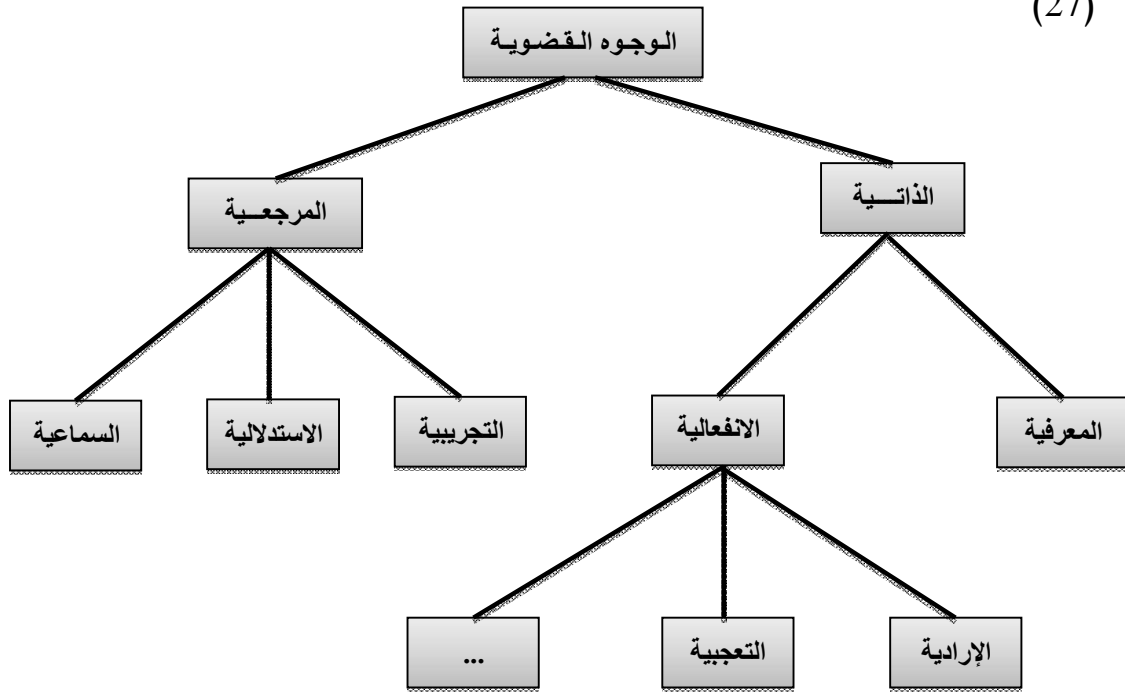 (27)
الوجوه القضوية
الذاتية
المرجعية
المعرفية
الانفعالية
التجريبية
الاستدلالية
السماعية
الإرادية
التعجبية
...